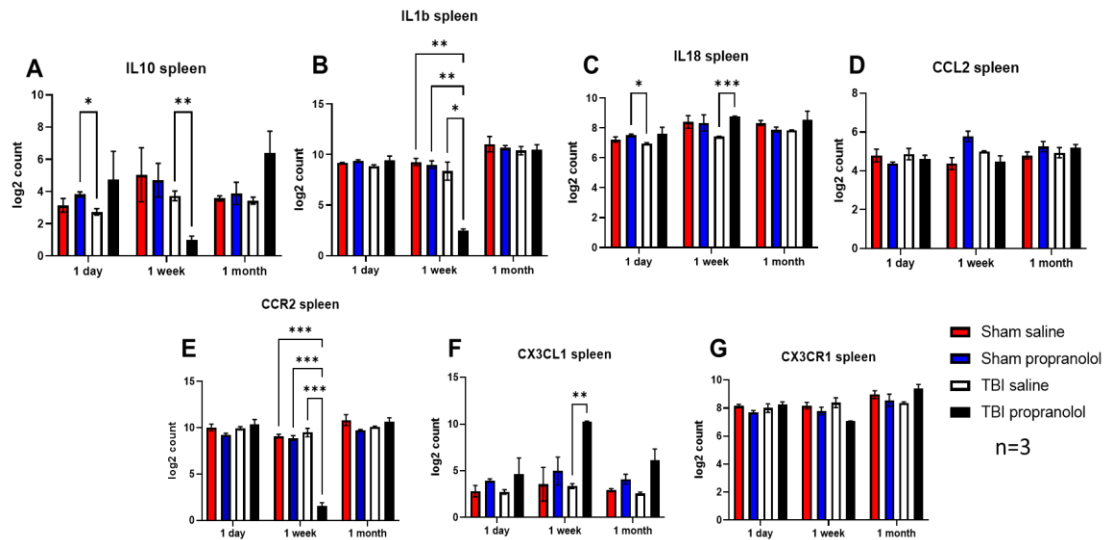 A
IL10 spleen
log2 count
10
8
6
4
2
0
*
**
1 day
1 week
1 month
B
IL1b spleen
log2 count
15
10
5
0
**
**
*
1 day
1 week
1 month
C
IL18 spleen
log2 count
10
8
6
4
2
0
*
***
1 day
1 week
1 month
D
CCL2 spleen
log2 count
8
6
4
2
0
1 day
1 week
1 month
E
CCR2 spleen
log2 count
15
10
5
0
***
***
***
1 day
1 week
1 month
F
CX3CL1 spleen
log2 count
15
10
5
0
**
1 day
1 week
1 month
G
CX3CR1 spleen
log2 count
10
8
6
4
2
0
1 day
1 week
1 month
Sham saline
Sham propranolol
TBI saline
TBI propranolol
n=3